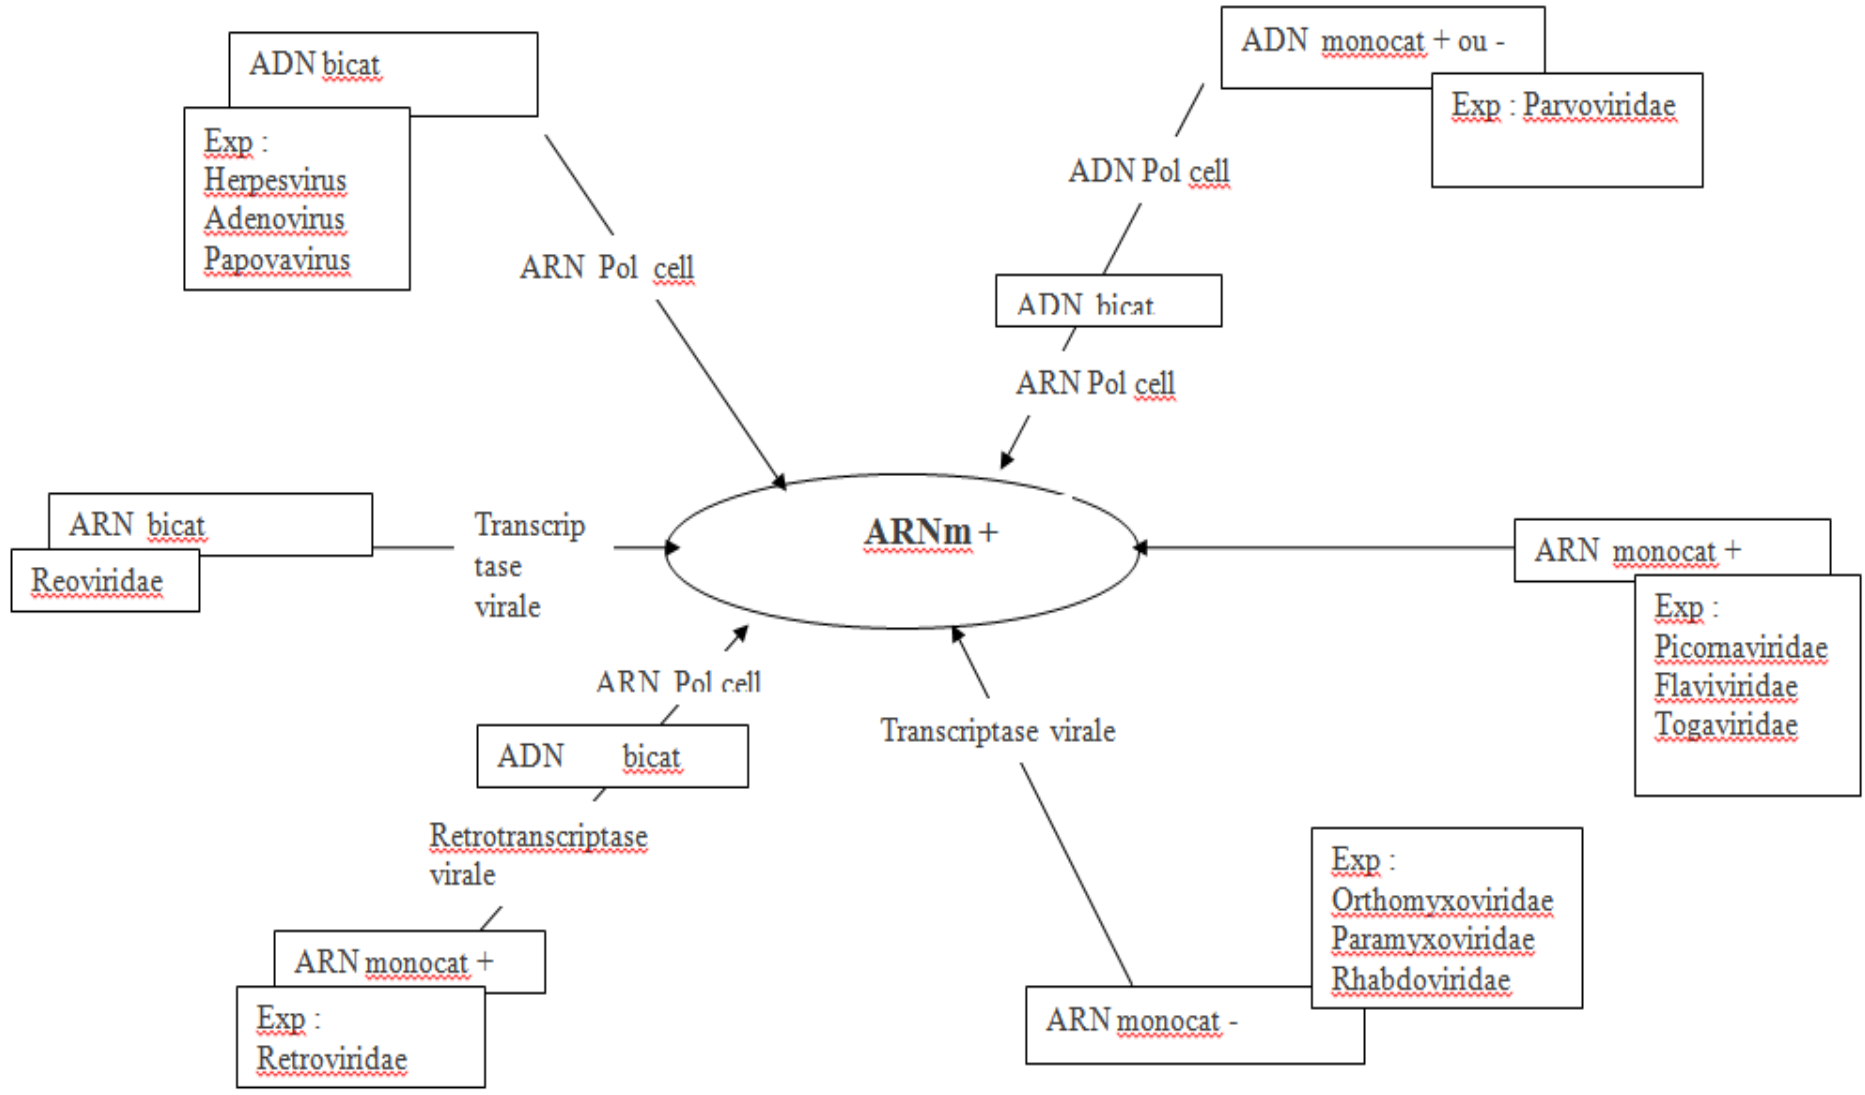 ADN bicat
Exp :
Herpesvirus
Adenovirus
Papovavirus
ARN Pol cell
ADN monocat + ou -
Exp : Parvoviridae
ADN Pol cell
ADN bicat
ARN Pol cell
ARN bicat
Reoviridae
Transcrip
tase
virale
ARNm +
ARN monocat +
Exp :
Picornaviridae
Flaviviridae
Togaviridae
ARN Pol cell
ADN bicat
Retrotranscriptase
virale
ARN monocat +
Exp :
Retroviridae
Transcriptase virale
Exp :
Orthomyxoviridae
Paramyxoviridae
Rhabdoviridae
ARN monocat -